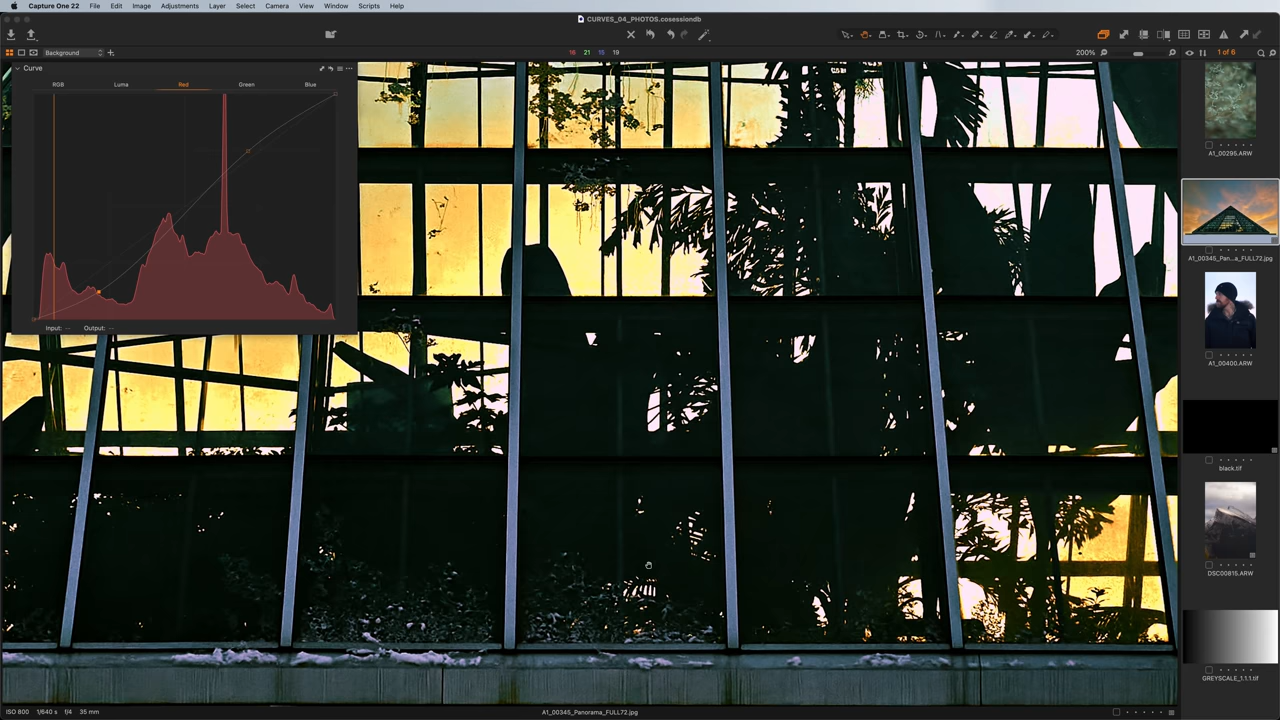 Capture One 22 File Edit Image Adjustments Layer Select Camera View Window Scripts Help
CURVES_04_PHOTOS.cosessiondb
Background
16 21 15 19
200%
1 of 6
Curve
RGB Luma Red Green Blue
Input: -- Output: --
A1_00295.ARW
A1_00345_Pan...a_FULL72.jpg
A1_00400.ARW
black.tif
DSC00815.ARW
GREYSCALE_1.1.1.tif
ISO 800 1/640 s f/4 35 mm
A1_00345_Panorama_FULL72.jpg